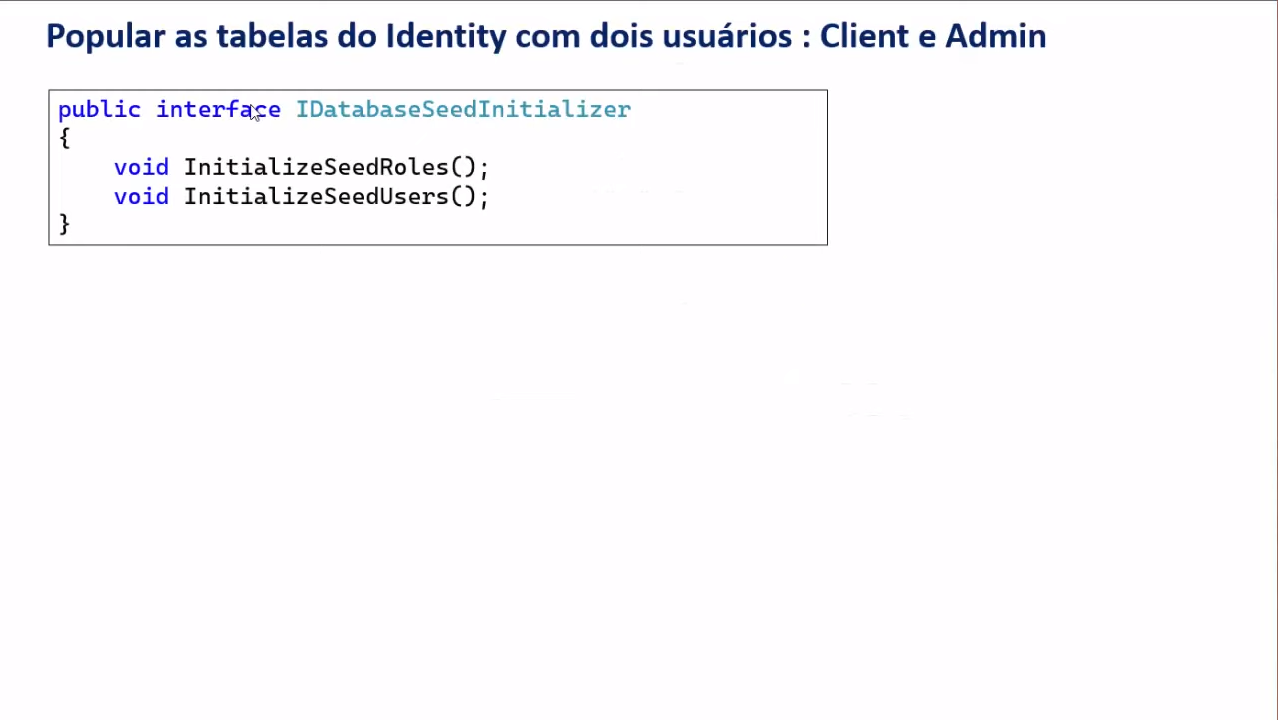 Popular as tabelas do Identity com dois usuários : Client e Admin
public interface IDatabaseSeedInitializer
{
    void InitializeSeedRoles();
    void InitializeSeedUsers();
}